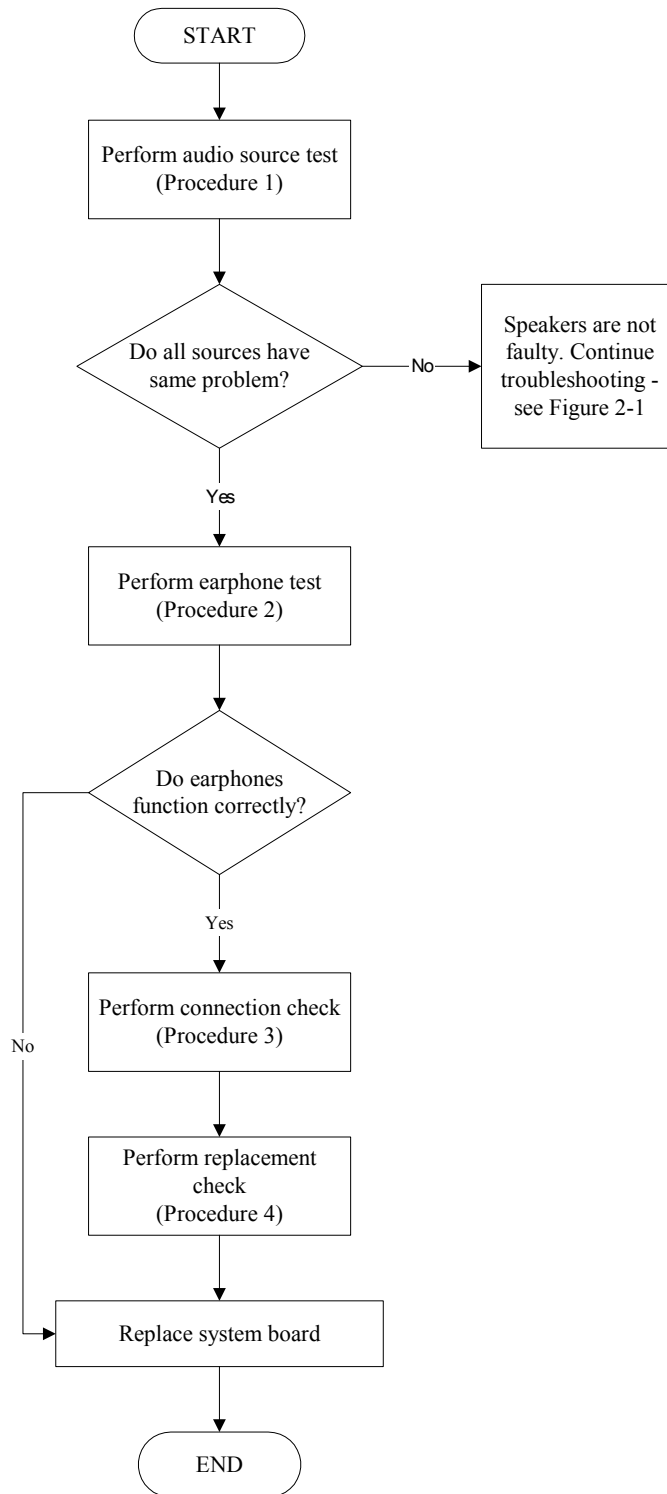 START
Perform audio source test
(Procedure 1)
Do all sources have
same problem?
No
Speakers are not
faulty. Continue
troubleshooting -
see Figure 2-1
Yes
Perform earphone test
(Procedure 2)
Do earphones
function correctly?
Yes
Perform connection check
(Procedure 3)
No
Perform replacement
check
(Procedure 4)
Replace system board
END